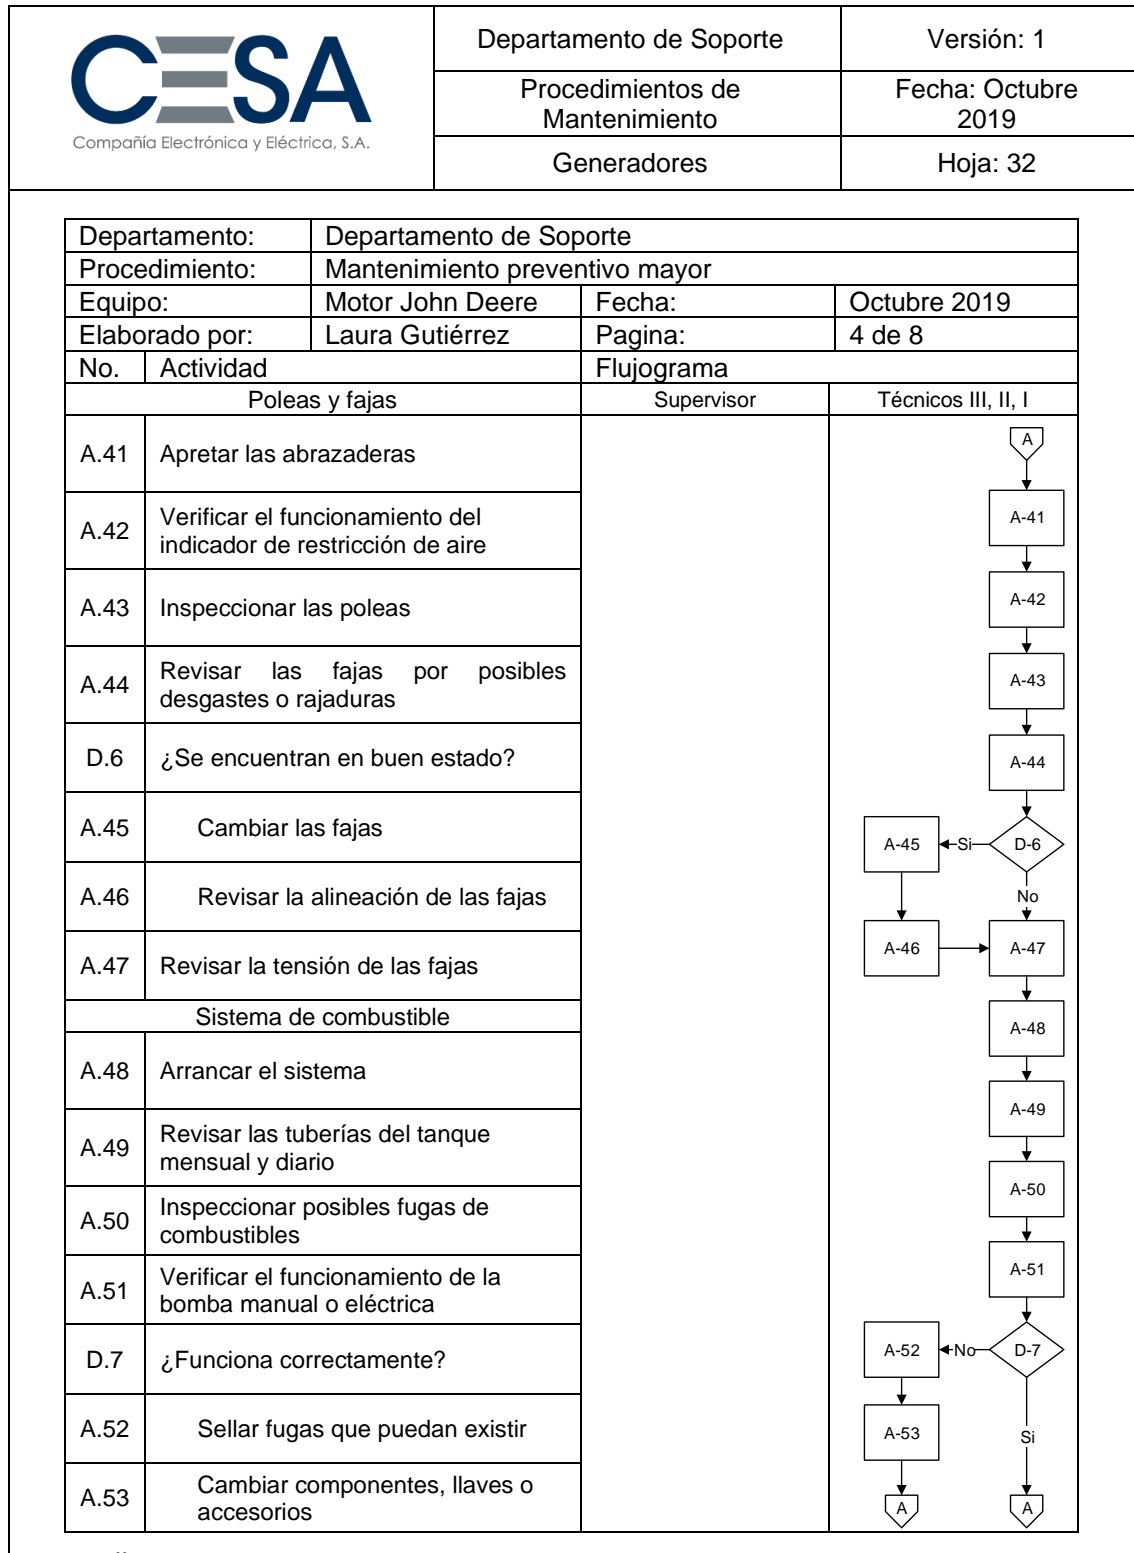 CESA
Compañía Electrónica y Eléctrica, S.A.
Departamento de Soporte
Versión: 1
Procedimientos de
Mantenimiento
Fecha: Octubre
2019
Generadores
Hoja: 32
Departamento:
Departamento de Soporte
Procedimiento:
Mantenimiento preventivo mayor
Equipo:
Motor John Deere
Fecha:
Octubre 2019
Elaborado por:
Laura Gutiérrez
Pagina:
4 de 8
No.
Actividad
Flujograma
Poleas y fajas
Supervisor
Técnicos III, II, I
A.41
Apretar las abrazaderas
A.42
Verificar el funcionamiento del
indicador de restricción de aire
A.43
Inspeccionar las poleas
A.44
Revisar las fajas por posibles
desgastes o rajaduras
D.6
¿Se encuentran en buen estado?
A.45
Cambiar las fajas
A.46
Revisar la alineación de las fajas
A.47
Revisar la tensión de las fajas
Sistema de combustible
A.48
Arrancar el sistema
A.49
Revisar las tuberías del tanque
mensual y diario
A.50
Inspeccionar posibles fugas de
combustibles
A.51
Verificar el funcionamiento de la
bomba manual o eléctrica
D.7
¿Funciona correctamente?
A.52
Sellar fugas que puedan existir
A.53
Cambiar componentes, llaves o
accesorios
A
A-41
A-42
A-43
A-44
A-45
Si
D-6
No
A-46
A-47
A-48
A-49
A-50
A-51
A-52
No
D-7
A-53
Si
A
A